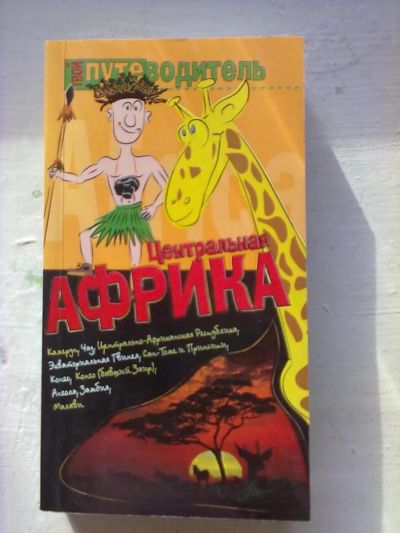 твой
путеводитель
Центральная
АФРИКА
Камерун, Чад, Центрально-Африканская Республика,
Экваториальная Гвинея, Сан-Томе и Принсипи,
Конго, Конго (бывший Заир),
Ангола, Замбия,
Малави